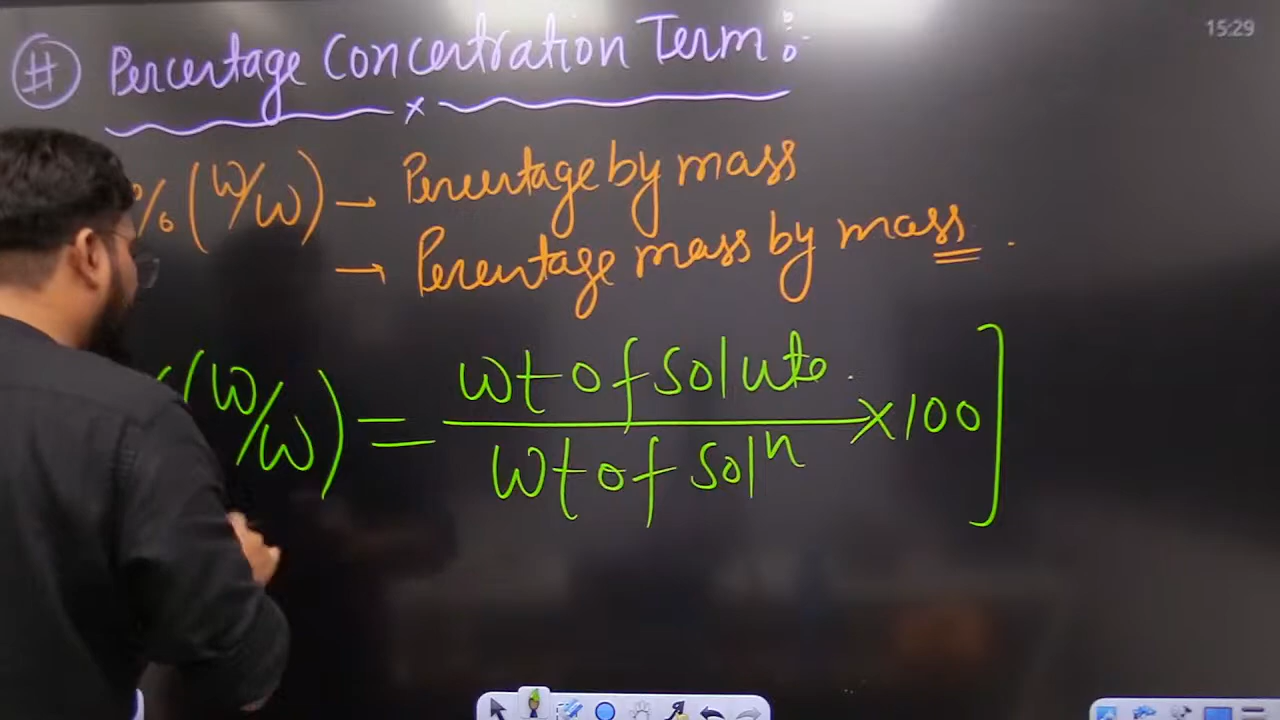 15:29
# Percentage Concentration Term :-
% (W/W) → Percentage by mass
→ Percentage mass by mass .
(W/W) = Wt of Solute
Wt of Solⁿ ×100 ]